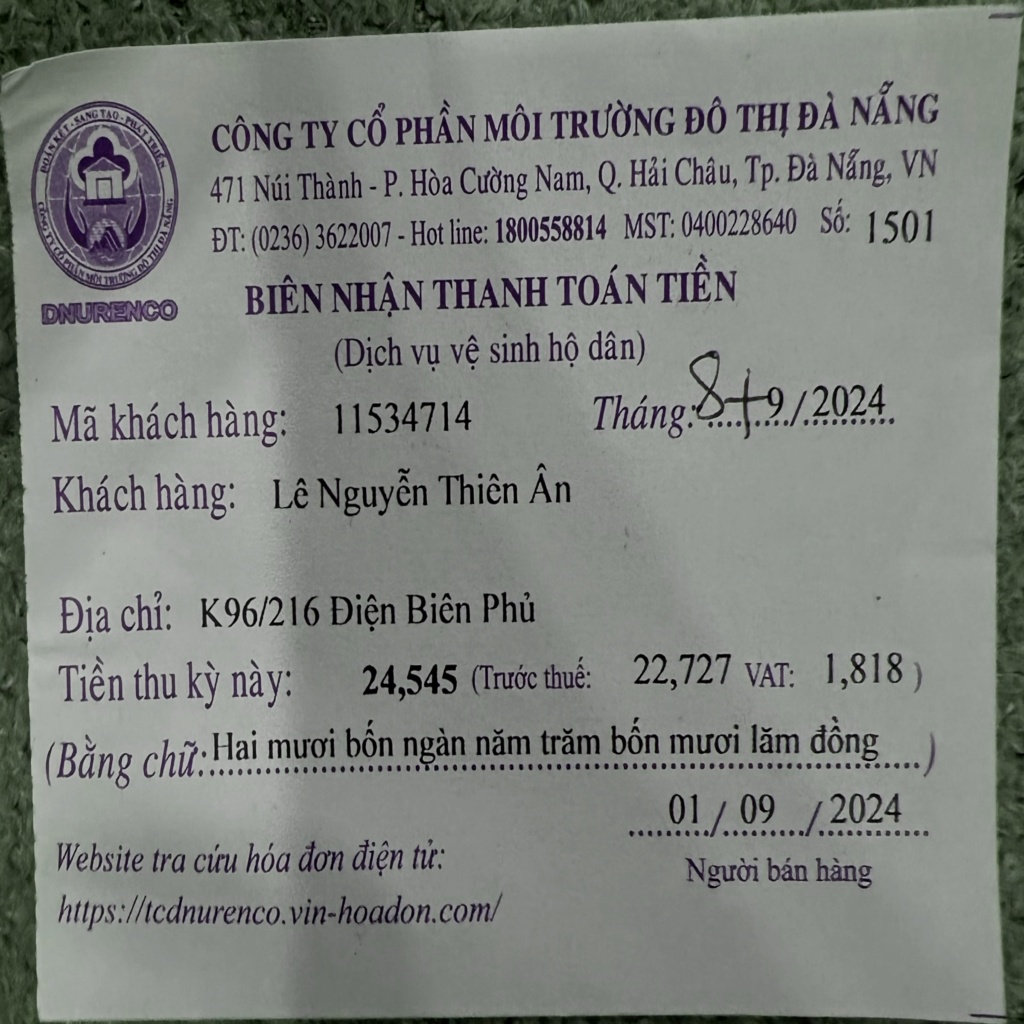 ĐOÀN KẾT - SANG TAO - PHÁT TRIỂN
CÔNG TY CỔ PHẦN MÔI TRƯỜNG ĐÔ THỊ ĐÀ NẴNG
DNURENCO
CÔNG TY CỔ PHẦN MÔI TRƯỜNG ĐÔ THỊ ĐÀ NẴNG
471 Núi Thành - P. Hòa Cường Nam, Q. Hải Châu, Tp. Đà Nẵng, VN
ĐT: (0236) 3622007 - Hot line: 1800558814 MST: 0400228640 Số: 1501
BIÊN NHẬN THANH TOÁN TIỀN
(Dịch vụ vệ sinh hộ dân)
Mã khách hàng: 11534714 Tháng: 8+9/2024
Khách hàng: Lê Nguyễn Thiên Ân
Địa chỉ: K96/216 Điện Biên Phủ
Tiền thu kỳ này: 24,545 (Trước thuế: 22,727 VAT: 1,818)
(Bằng chữ: Hai mươi bốn ngàn năm trăm bốn mươi lăm đồng)
01 / 09 / 2024
Người bán hàng
Website tra cứu hóa đơn điện tử:
https://tcdnurenco.vin-hoadon.com/